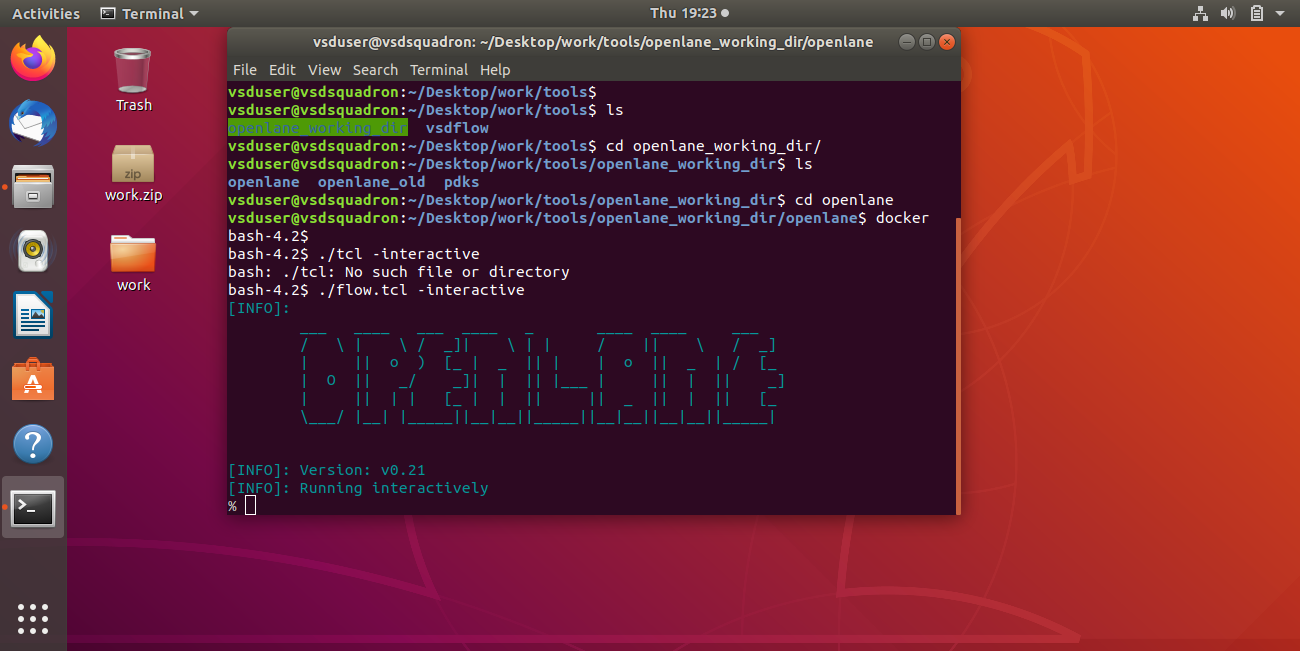 Activities Terminal Thu 19:23
vsduser@vsdsquadron: ~/Desktop/work/tools/openlane_working_dir/openlane
File Edit View Search Terminal Help
Trash
zip
work.zip
work
vsduser@vsdsquadron:~/Desktop/work/tools$
vsduser@vsdsquadron:~/Desktop/work/tools$ ls
openlane_working_dir vsdflow
vsduser@vsdsquadron:~/Desktop/work/tools$ cd openlane_working_dir/
vsduser@vsdsquadron:~/Desktop/work/tools/openlane_working_dir$ ls
openlane openlane_old pdks
vsduser@vsdsquadron:~/Desktop/work/tools/openlane_working_dir$ cd openlane
vsduser@vsdsquadron:~/Desktop/work/tools/openlane_working_dir/openlane$ docker
bash-4.2$
bash-4.2$ ./tcl -interactive
bash: ./tcl: No such file or directory
bash-4.2$ ./flow.tcl -interactive
[INFO]:
OPENLANE
[INFO]: Version: v0.21
[INFO]: Running interactively
%